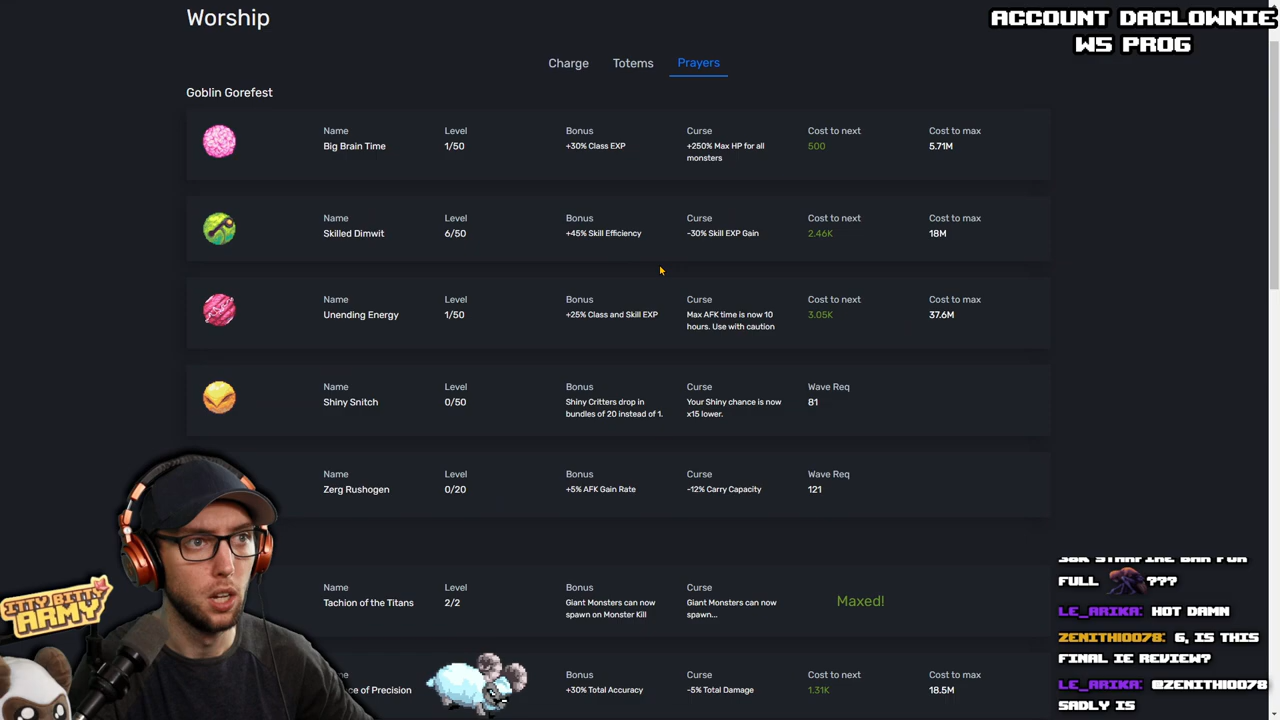 ACCOUNT DACLOWNIE
W5 PROG
Worship
Charge Totems Prayers
Goblin Gorefest
Name Level Bonus Curse Cost to next Cost to max
Big Brain Time 1/50 +30% Class EXP +250% Max HP for all 500 5.71M
monsters
Name Level Bonus Curse Cost to next Cost to max
Skilled Dimwit 6/50 +45% Skill Efficiency -30% Skill EXP Gain 2.46K 18M
Name Level Bonus Curse Cost to next Cost to max
Unending Energy 1/50 +25% Class and Skill EXP Max AFK time is now 10 3.05K 37.6M
hours. Use with caution
Name Level Bonus Curse Wave Req
Shiny Snitch 0/50 Shiny Critters drop in Your Shiny chance is now 81
bundles of 20 instead of 1. x15 lower.
Name Level Bonus Curse Wave Req
Zerg Rushogen 0/20 +5% AFK Gain Rate -12% Carry Capacity 121
Name Level Bonus Curse
Tachion of the Titans 2/2 Giant Monsters can now Giant Monsters can now Maxed!
spawn on Monster Kill spawn...
Bonus Curse Cost to next Cost to max
ce of Precision +30% Total Accuracy -5% Total Damage 1.31K 18.5M
ITTY BITTY
ARMY
FULL ???
LE_ARIKA: HOT DAMN
ZENITH10078: 6, IS THIS
FINAL IE REVIEW?
LE_ARIKA: @ZENITH10078
SADLY IS